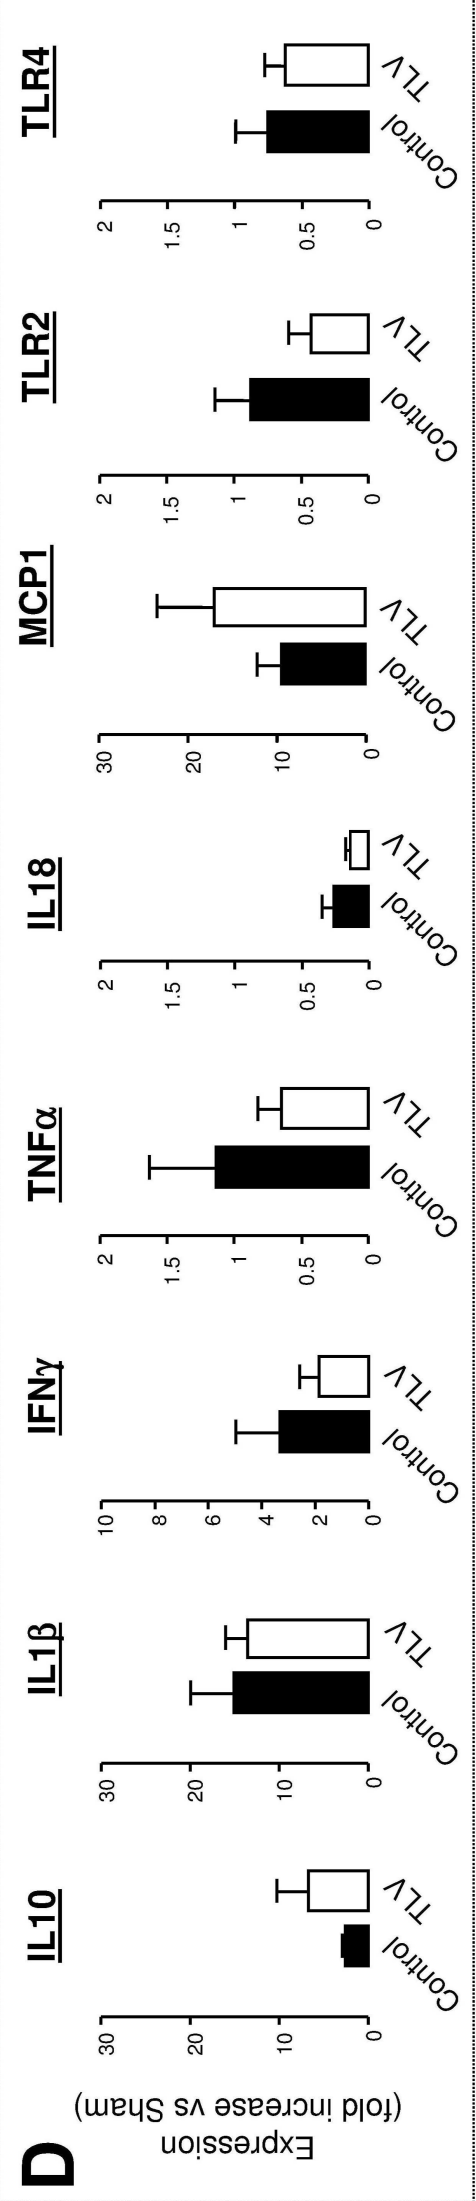 D
Expression
(fold increase vs Sham)
IL10
30
20
10
0
Control
TLV
IL1β
30
20
10
0
Control
TLV
IFNγ
10
8
6
4
2
0
Control
TLV
TNFα
2
1.5
1
0.5
0
Control
TLV
IL18
2
1.5
1
0.5
0
Control
TLV
MCP1
30
20
10
0
Control
TLV
TLR2
2
1.5
1
0.5
0
Control
TLV
TLR4
2
1.5
1
0.5
0
Control
TLV